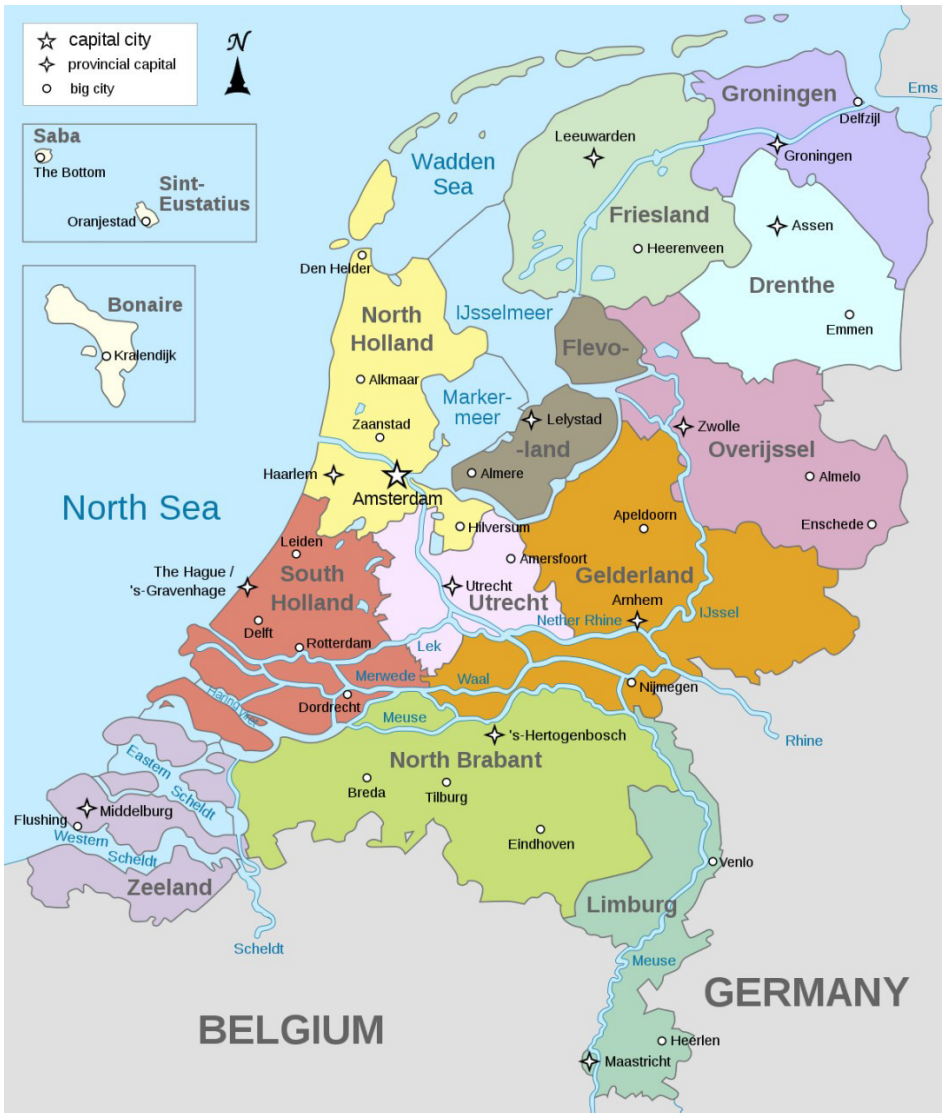 N
capital city
provincial capital
big city
Saba
The Bottom
Sint-
Eustatius
Oranjestad
Bonaire
Kralendijk
Groningen
Ems
Delfzijl
Leeuwarden
Groningen
Wadden
Sea
Friesland
Assen
Heerenveen
Den Helder
Drenthe
North
Holland
IJsselmeer
Emmen
Flevo-
Alkmaar
Marker-
meer
Lelystad
Zaanstad
Zwolle
-land
Overijssel
Haarlem
Almere
Almelo
Amsterdam
North Sea
Hilversum
Apeldoorn
Enschede
Leiden
Amersfoort
The Hague /
's-Gravenhage
South
Holland
Utrecht
Utrecht
Gelderland
Arnhem
IJssel
Delft
Nether Rhine
Rotterdam
Lek
Merwede
Waal
Nijmegen
Haringvliet
Dordrecht
Meuse
's-Hertogenbosch
Rhine
North Brabant
Eastern
Scheldt
Breda
Tilburg
Middelburg
Flushing
Western
Scheldt
Eindhoven
Venlo
Zeeland
Limburg
Scheldt
Meuse
GERMANY
BELGIUM
Heerlen
Maastricht